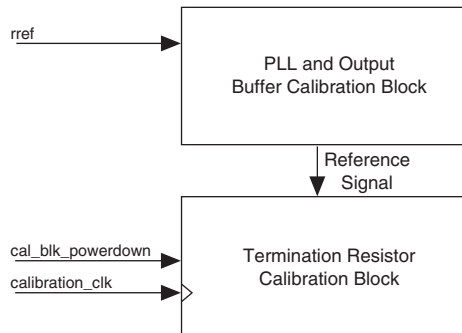 rref
PLL and Output
Buffer Calibration Block
Reference
Signal
cal_blk_powerdown
calibration_clk
Termination Resistor
Calibration Block